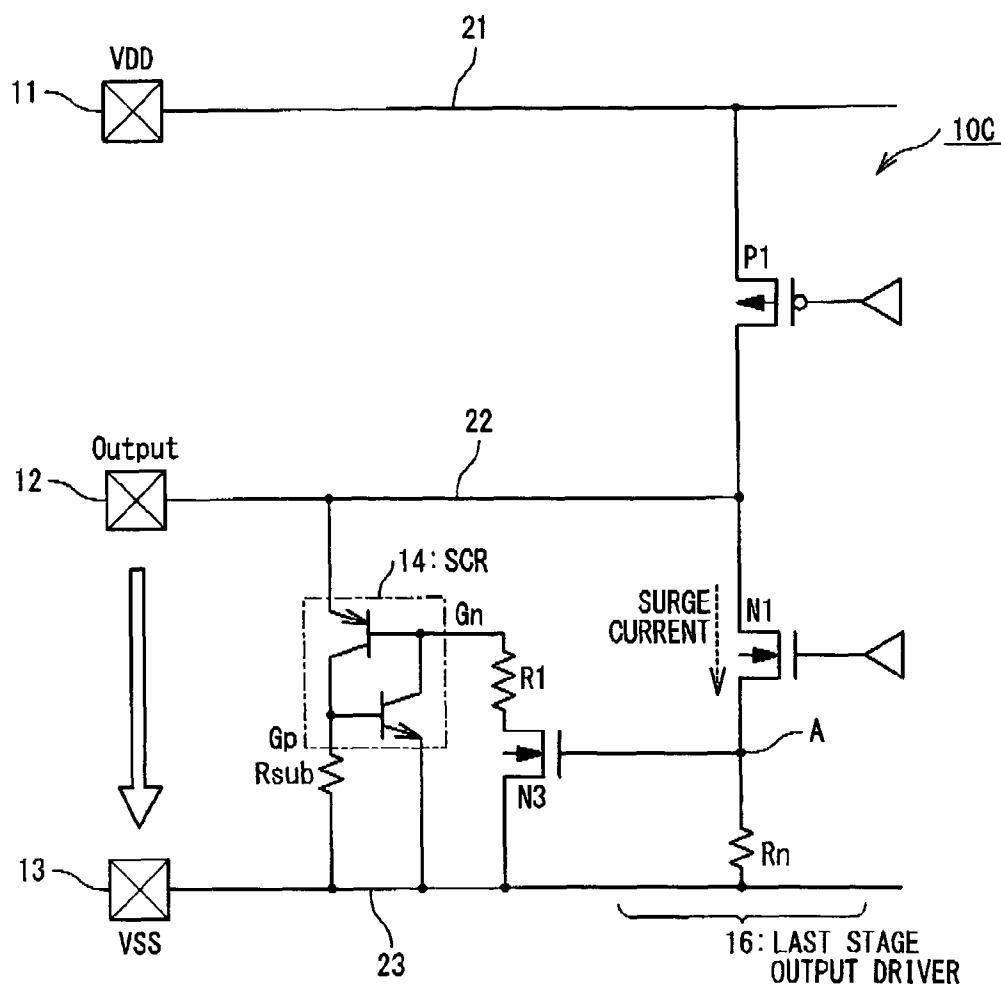 21
VDD
11
10C
P1
22
Output
12
14:SCR
Gn
SURGE
CURRENT
N1
R1
A
Gp
Rsub
N3
Rn
13
VSS
23
16:LAST STAGE
OUTPUT DRIVER